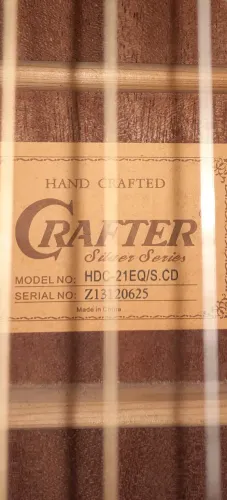 HAND CRAFTED
CRAFTER
Silver Series
MODEL NO: HDC-21EQ/S.CD
SERIAL NO: Z13120625
Made in China